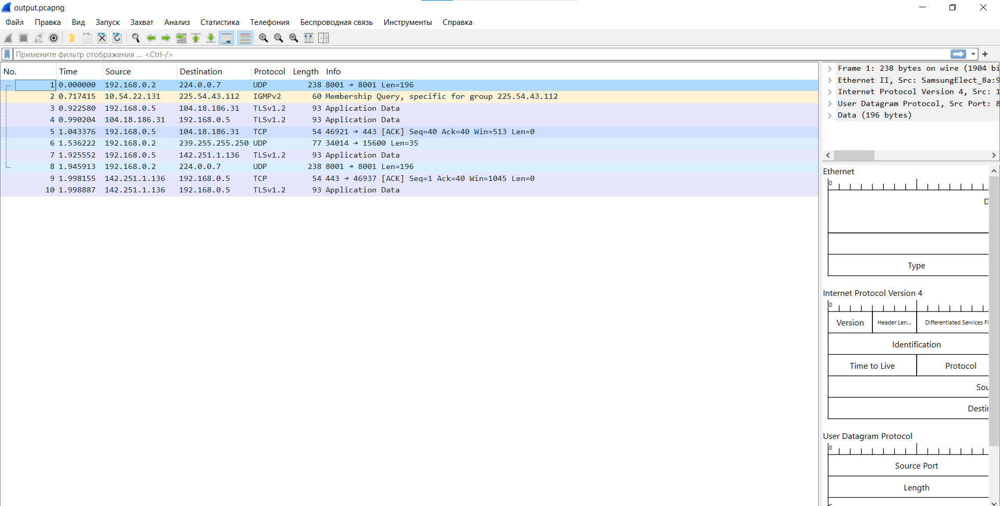 output.pcapng
Файл Правка Вид Запуск Захват Анализ Статистика Телефония Беспроводная связь Инструменты Справка
Примените фильтр отображения ... <Ctrl-/>
No. Time Source Destination Protocol Length Info
1 0.000000 192.168.0.2 224.0.0.7 UDP 238 8001 → 8001 Len=196
2 0.717415 10.54.22.131 225.54.43.112 IGMPv2 60 Membership Query, specific for group 225.54.43.112
3 0.922580 192.168.0.5 104.18.186.31 TLSv1.2 93 Application Data
4 0.990204 104.18.186.31 192.168.0.5 TLSv1.2 93 Application Data
5 1.043376 192.168.0.5 104.18.186.31 TCP 54 46921 → 443 [ACK] Seq=40 Ack=40 Win=513 Len=0
6 1.536222 192.168.0.2 239.255.255.250 UDP 77 34014 → 15600 Len=35
7 1.925552 192.168.0.5 142.251.1.136 TLSv1.2 93 Application Data
8 1.945913 192.168.0.2 224.0.0.7 UDP 238 8001 → 8001 Len=196
9 1.998155 142.251.1.136 192.168.0.5 TCP 54 443 → 46937 [ACK] Seq=1 Ack=40 Win=1045 Len=0
10 1.998887 142.251.1.136 192.168.0.5 TLSv1.2 93 Application Data
Frame 1: 238 bytes on wire (1904 bi
Ethernet II, Src: SamsungElect_8a:9
Internet Protocol Version 4, Src: 1
User Datagram Protocol, Src Port: 8
Data (196 bytes)
Ethernet
0
D
Type
Internet Protocol Version 4
0
Version Header Len... Differentiated Services Fi
Identification
Time to Live Protocol
Sou
Destin
User Datagram Protocol
0
Source Port
Length